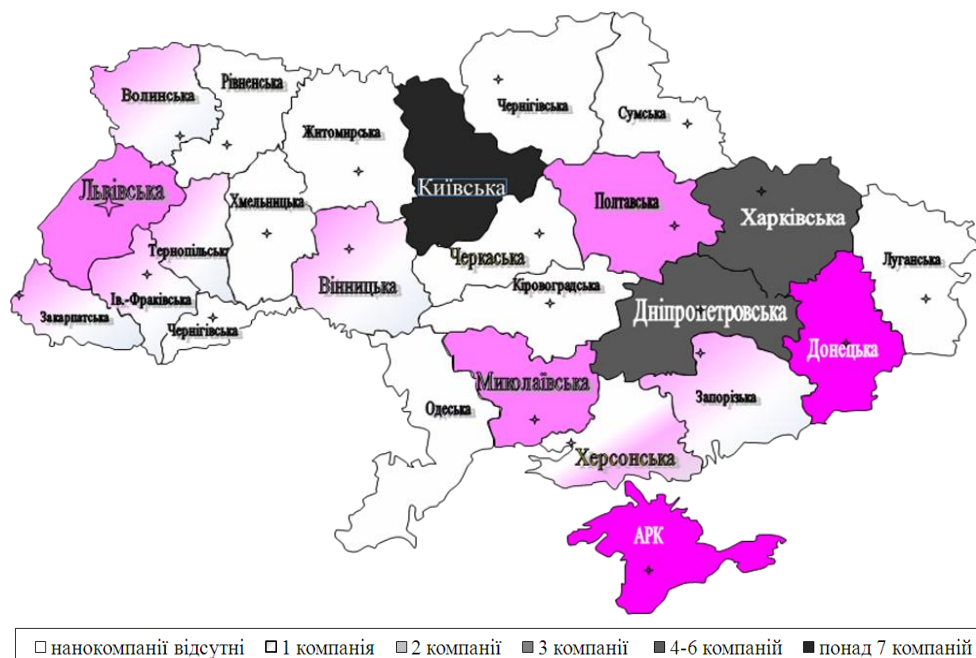 Волинська
Рівненська
Житомирська
Чернігівська
Сумська
Львівська
Тернопільськ
Хмельницька
Київська
Полтавська
Харківська
Луганська
Черкаська
Вінницька
Кіровоградська
Дніпропетровська
Донецька
Ів.-Фраківська
Закарпатська
Чернігівська
Миколаївська
Одеська
Запорізька
Херсонська
АРК
нанокомпанії відсутні 1 компанія 2 компанії 3 компанії 4-6 компаній понад 7 компаній